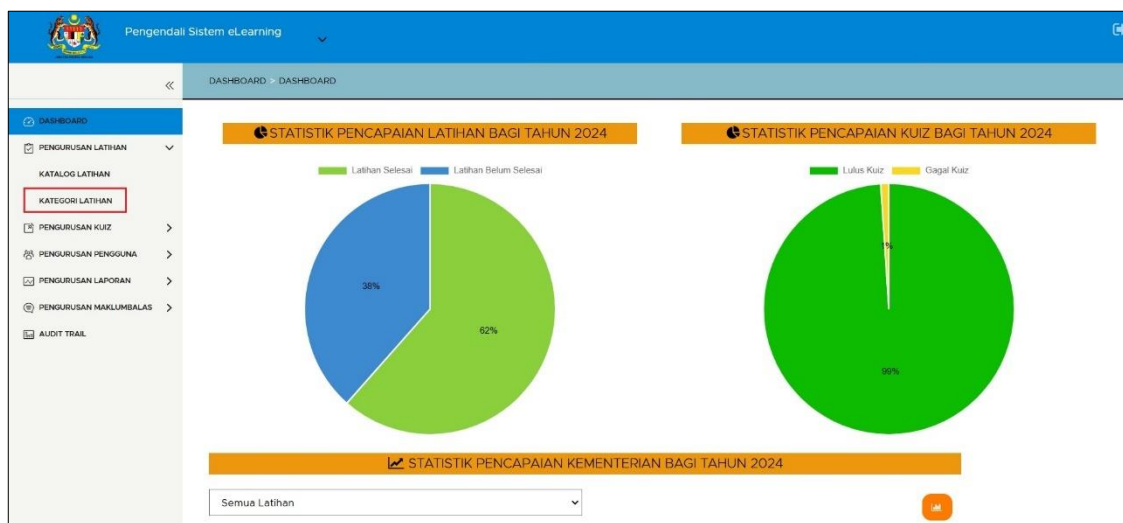 Pengendali Sistem eLearning
DASHBOARD > DASHBOARD
DASHBOARD
PENGURUSAN LATIHAN
KATALOG LATIHAN
KATEGORI LATIHAN
PENGURUSAN KUIZ
PENGURUSAN PENGGUNA
PENGURUSAN LAPORAN
PENGURUSAN MAKLUMBALAS
AUDIT TRAIL
STATISTIK PENCAPAIAN LATIHAN BAGI TAHUN 2024
Latihan Selesai Latihan Belum Selesai
38%
62%
STATISTIK PENCAPAIAN KUIZ BAGI TAHUN 2024
Lulus Kuiz Gagal Kuiz
1%
99%
STATISTIK PENCAPAIAN KEMENTERIAN BAGI TAHUN 2024
Semua Latihan